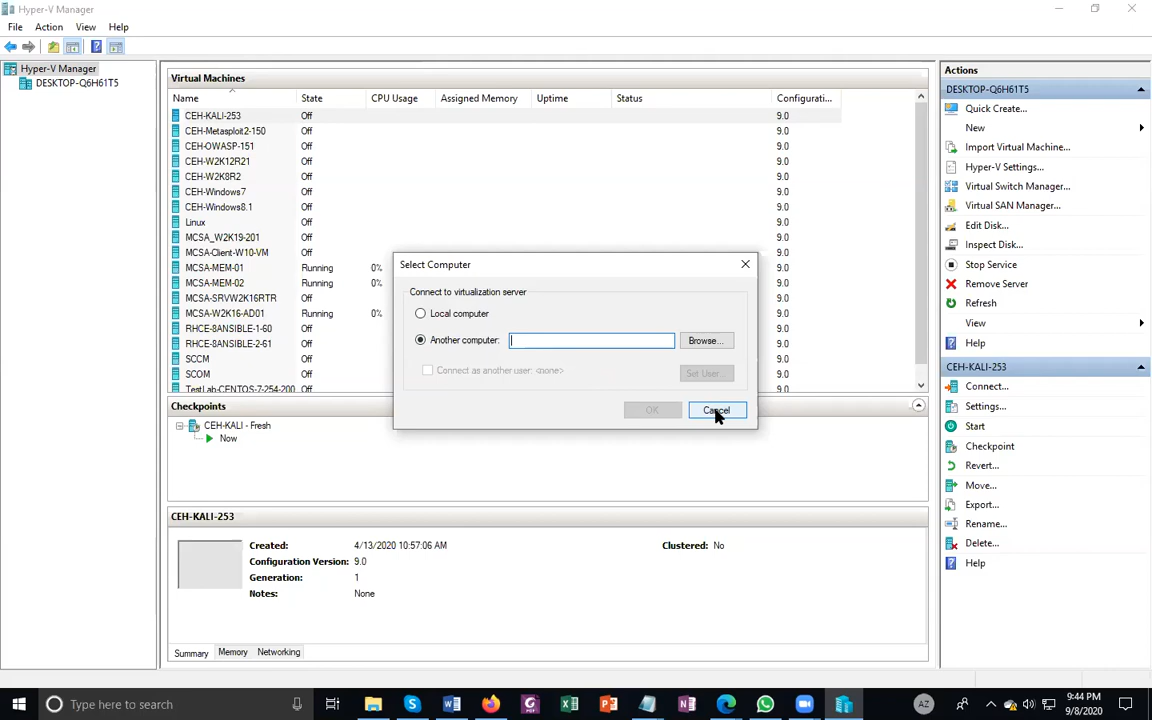 Hyper-V Manager
File Action View Help
Hyper-V Manager
DESKTOP-Q6H61T5
Virtual Machines
Name State CPU Usage Assigned Memory Uptime Status Configurati...
CEH-KALI-253 Off 9.0
CEH-Metasploit2-150 Off 9.0
CEH-OWASP-151 Off 9.0
CEH-W2K12R21 Off 9.0
CEH-W2K8R2 Off 9.0
CEH-Windows7 Off 9.0
CEH-Windows8.1 Off 9.0
Linux Off 9.0
MCSA_W2K19-201 Off 9.0
MCSA-Client-W10-VM Off 9.0
MCSA-MEM-01 Running 0% 9.0
MCSA-MEM-02 Running 0% 9.0
MCSA-SRVW2K16RTR Off 9.0
MCSA-W2K16-AD01 Running 0% 9.0
RHCE-8ANSIBLE-1-60 Off 9.0
RHCE-8ANSIBLE-2-61 Off 9.0
SCCM Off 9.0
SCOM Off 9.0
TestLab-CENTOS-7-254-200 Off 9.0
Select Computer
Connect to virtualization server
Local computer
Another computer:
Browse...
Connect as another user: <none>
Set User...
OK
Cancel
Checkpoints
CEH-KALI - Fresh
Now
CEH-KALI-253
Created: 4/13/2020 10:57:06 AM Clustered: No
Configuration Version: 9.0
Generation: 1
Notes: None
Summary Memory Networking
Actions
DESKTOP-Q6H61T5
Quick Create...
New
Import Virtual Machine...
Hyper-V Settings...
Virtual Switch Manager...
Virtual SAN Manager...
Edit Disk...
Inspect Disk...
Stop Service
Remove Server
Refresh
View
Help
CEH-KALI-253
Connect...
Settings...
Start
Checkpoint
Revert...
Move...
Export...
Rename...
Delete...
Help
Type here to search
AZ
9:44 PM
9/8/2020